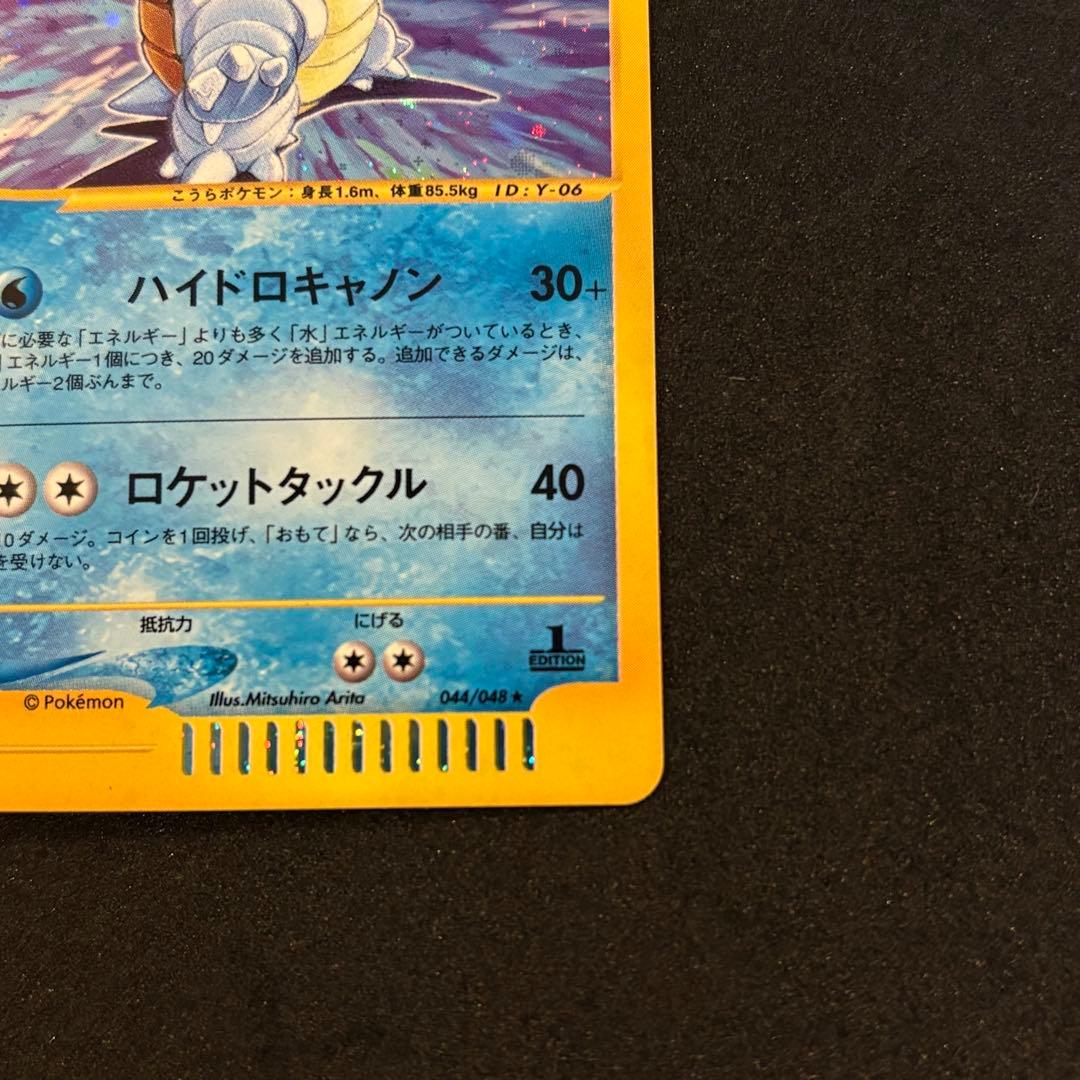 こうらポケモン：身長1.6m、体重85.5kg ID：Y-06
ハイドロキャノン 30+
に必要な「エネルギー」よりも多く「水」エネルギーがついているとき、
」エネルギー1個につき、20ダメージを追加する。追加できるダメージは、
ルギー2個ぶんまで。
ロケットタックル 40
0ダメージ。コインを1回投げ、「おもて」なら、次の相手の番、自分は
を受けない。
抵抗力 にげる
1
EDITION
© Pokémon Illus.Mitsuhiro Arita 044/048 ★